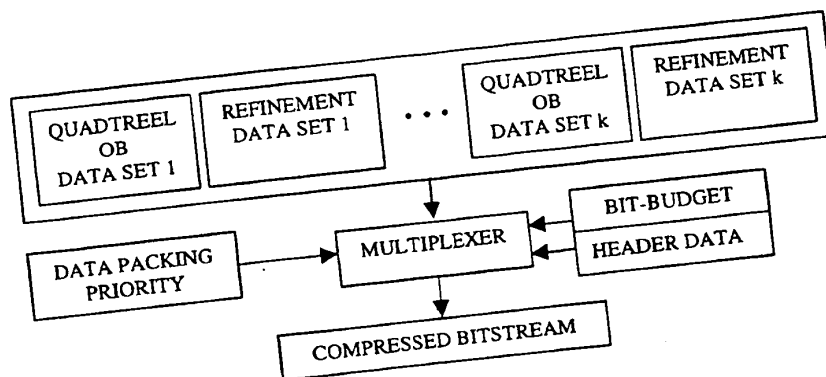 QUADTREEL
OB
DATA SET 1
REFINEMENT
DATA SET 1
• • •
QUADTREEL
OB
DATA SET k
REFINEMENT
DATA SET k
DATA PACKING
PRIORITY
MULTIPLEXER
BIT-BUDGET
HEADER DATA
COMPRESSED BITSTREAM